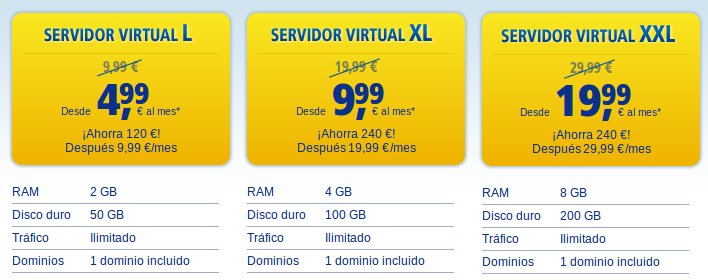 SERVIDOR VIRTUAL L
9,99 €
Desde 4,99 € al mes*
¡Ahorra 120 €!
Después 9,99 €/mes
RAM 2 GB
Disco duro 50 GB
Tráfico Ilimitado
Dominios 1 dominio incluido
SERVIDOR VIRTUAL XL
19,99 €
Desde 9,99 € al mes*
¡Ahorra 240 €!
Después 19,99 €/mes
RAM 4 GB
Disco duro 100 GB
Tráfico Ilimitado
Dominios 1 dominio incluido
SERVIDOR VIRTUAL XXL
29,99 €
Desde 19,99 € al mes*
¡Ahorra 240 €!
Después 29,99 €/mes
RAM 8 GB
Disco duro 200 GB
Tráfico Ilimitado
Dominios 1 dominio incluido